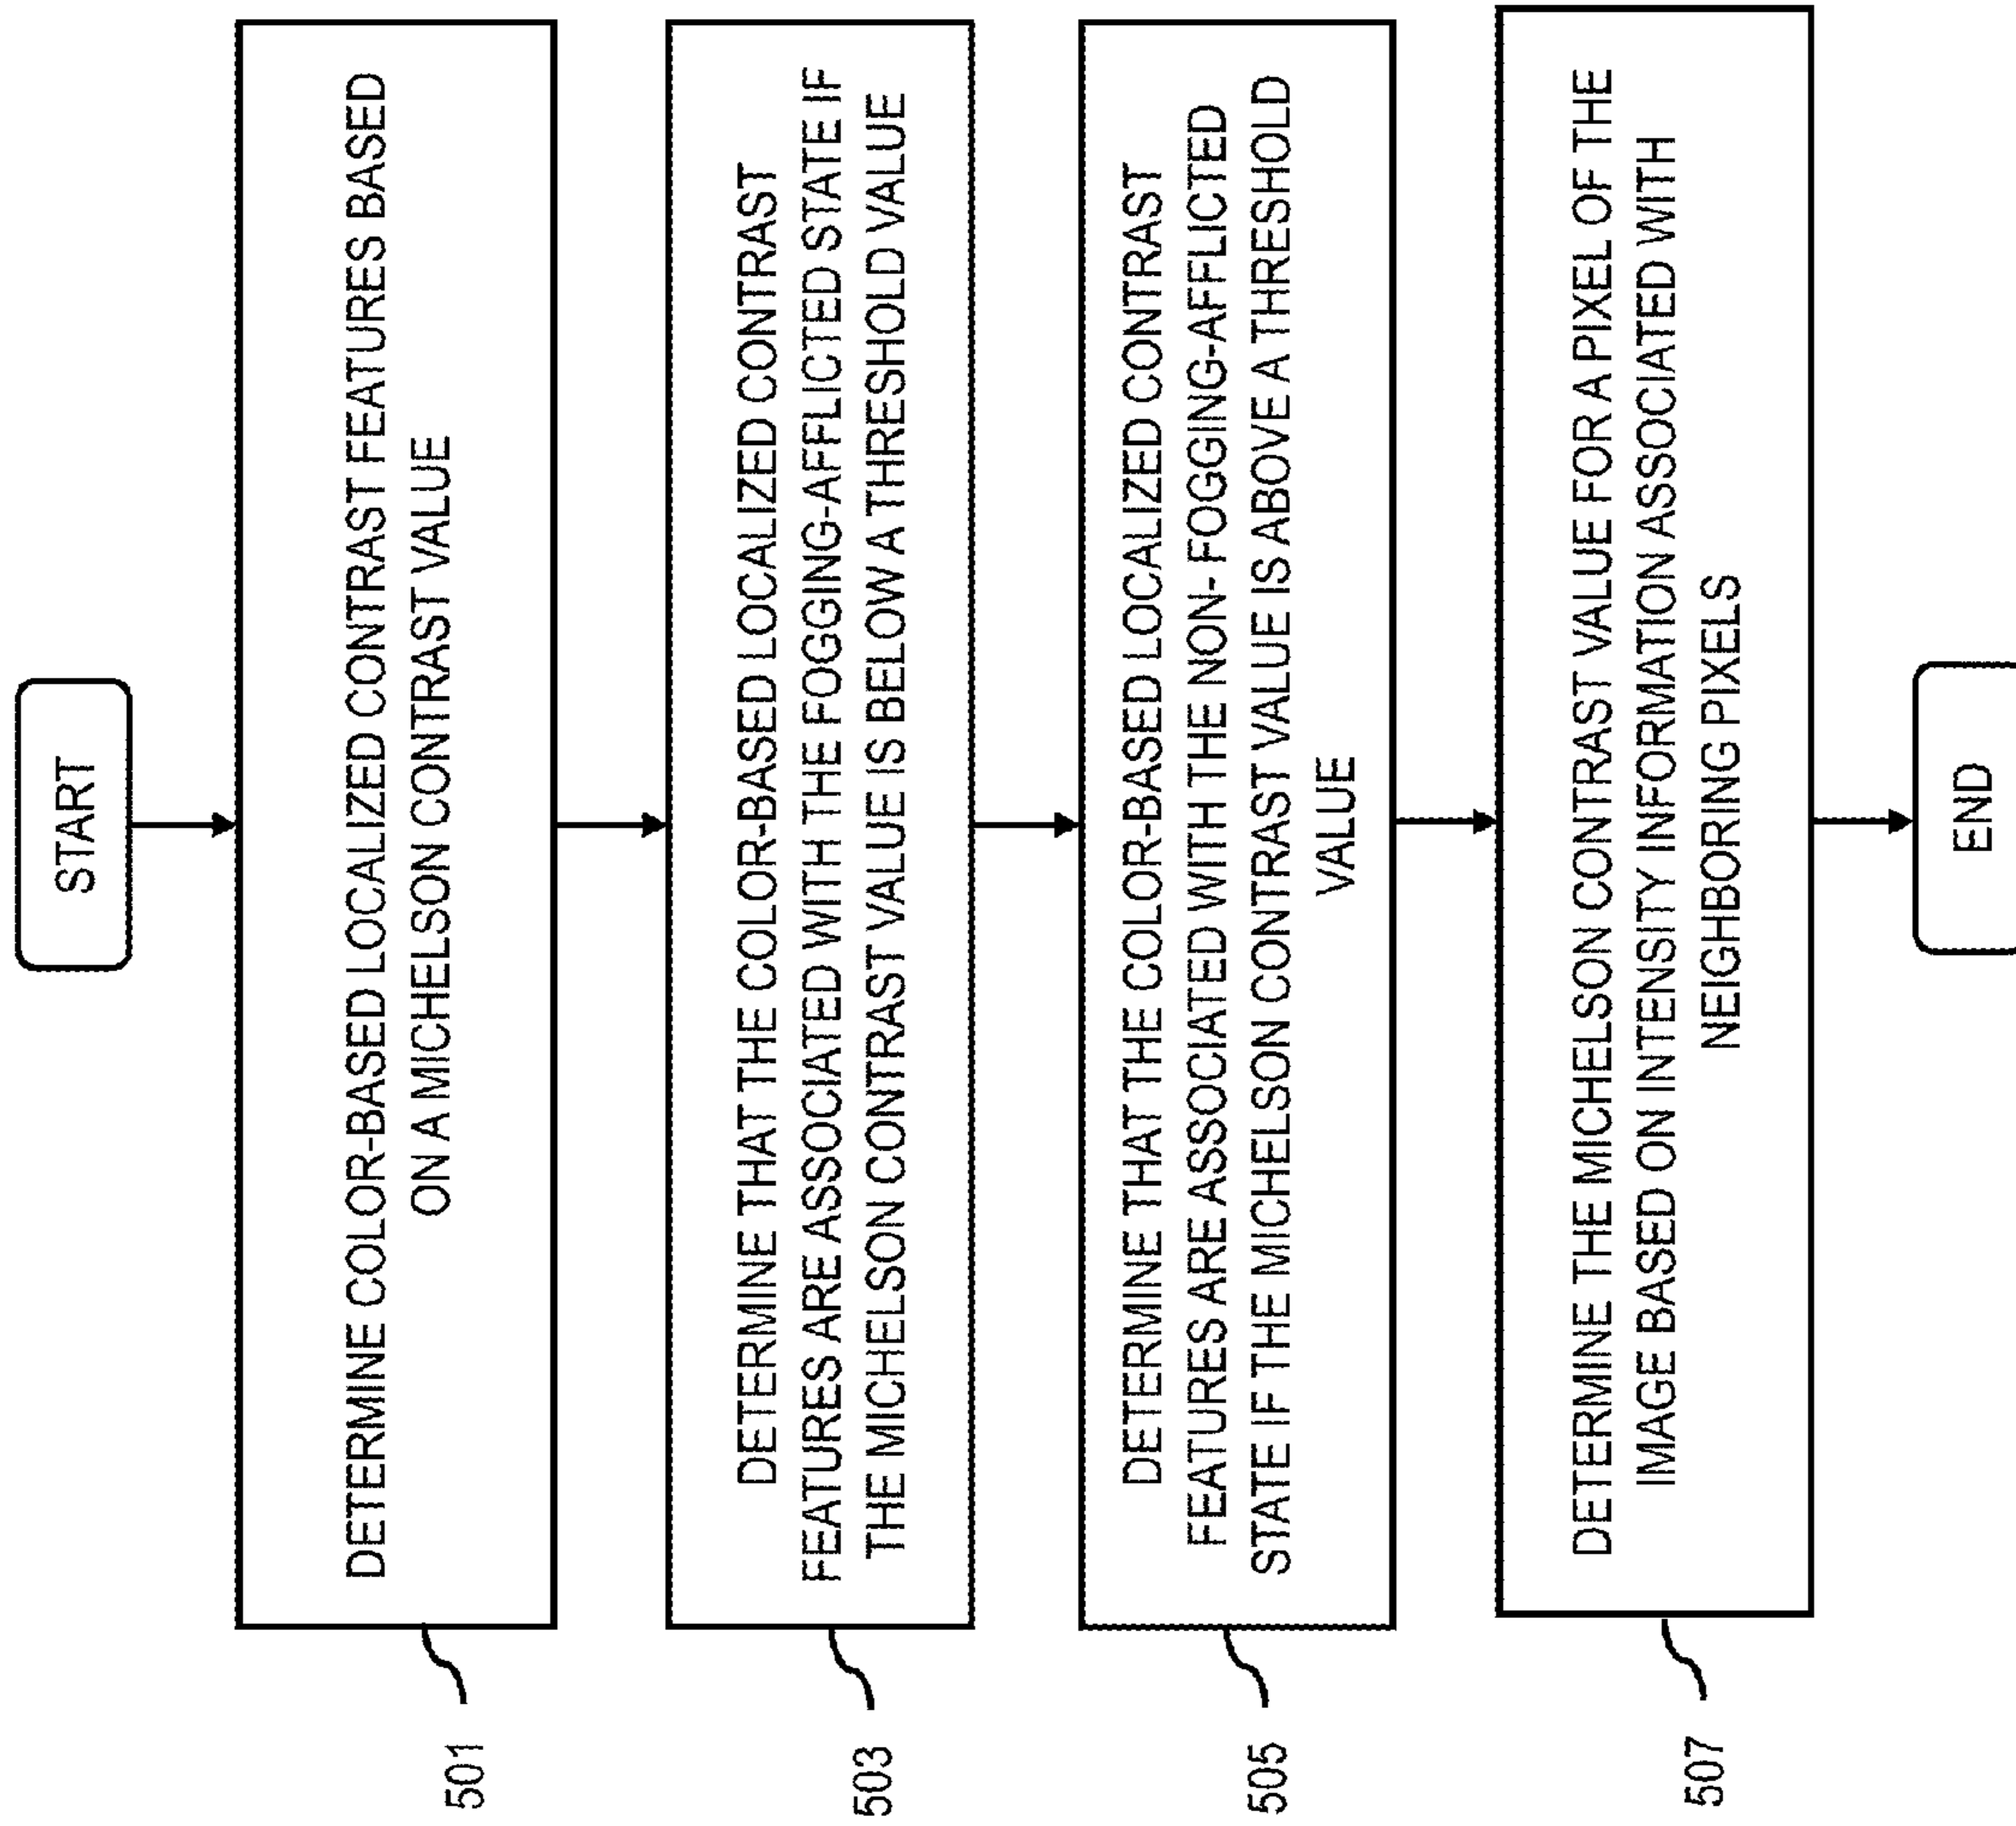 START
DETERMINE COLOR-BASED LOCALIZED CONTRAST FEATURES BASED
ON A MICHELSON CONTRAST VALUE
501
DETERMINE THAT THE COLOR-BASED LOCALIZED CONTRAST
FEATURES ARE ASSOCIATED WITH THE FOGGING-AFFLICTED STATE IF
THE MICHELSON CONTRAST VALUE IS BELOW A THRESHOLD VALUE
503
DETERMINE THAT THE COLOR-BASED LOCALIZED CONTRAST
FEATURES ARE ASSOCIATED WITH THE NON-FOGGING-AFFLICTED
STATE IF THE MICHELSON CONTRAST VALUE IS ABOVE A THRESHOLD
VALUE
505
DETERMINE THE MICHELSON CONTRAST VALUE FOR A PIXEL OF THE
IMAGE BASED ON INTENSITY INFORMATION ASSOCIATED WITH
NEIGHBORING PIXELS
507
END